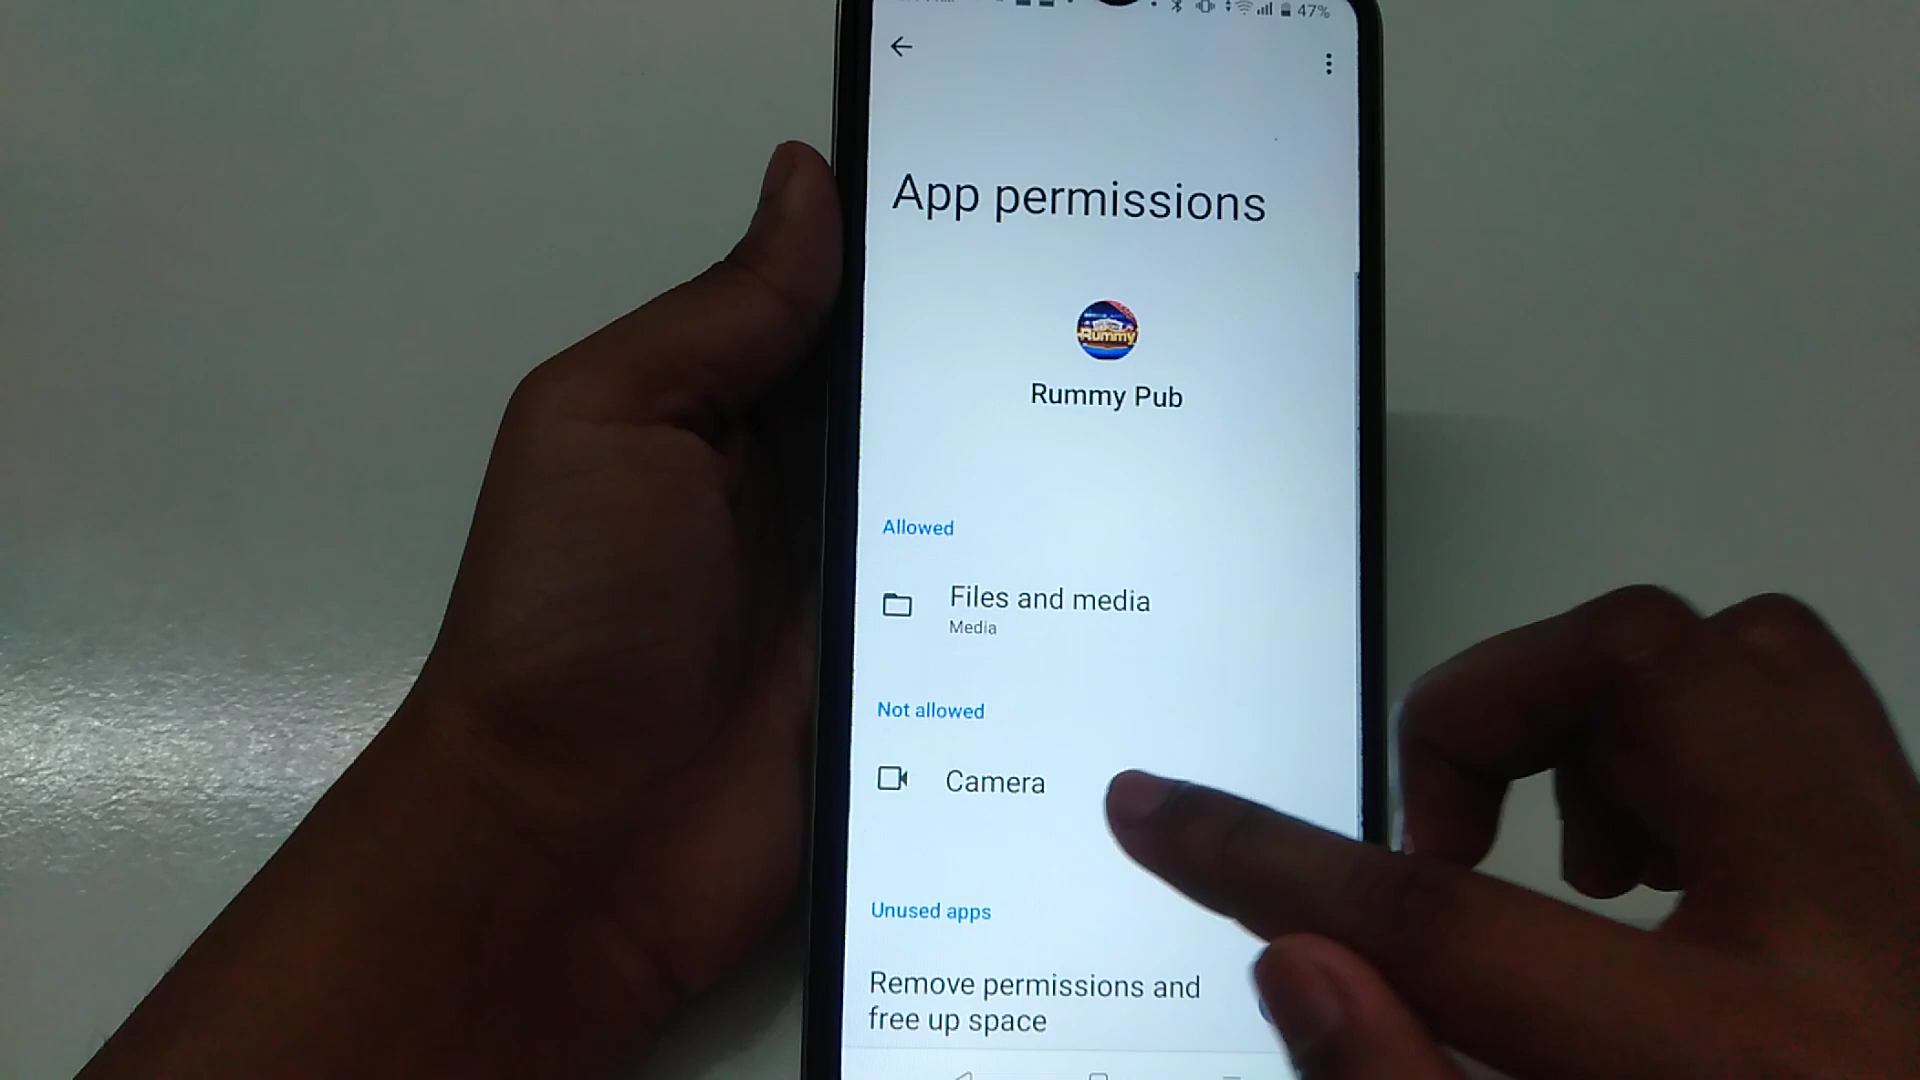 47%
App permissions
Rummy
Rummy Pub
Allowed
Files and media
Media
Not allowed
Camera
Unused apps
Remove permissions and
free up space